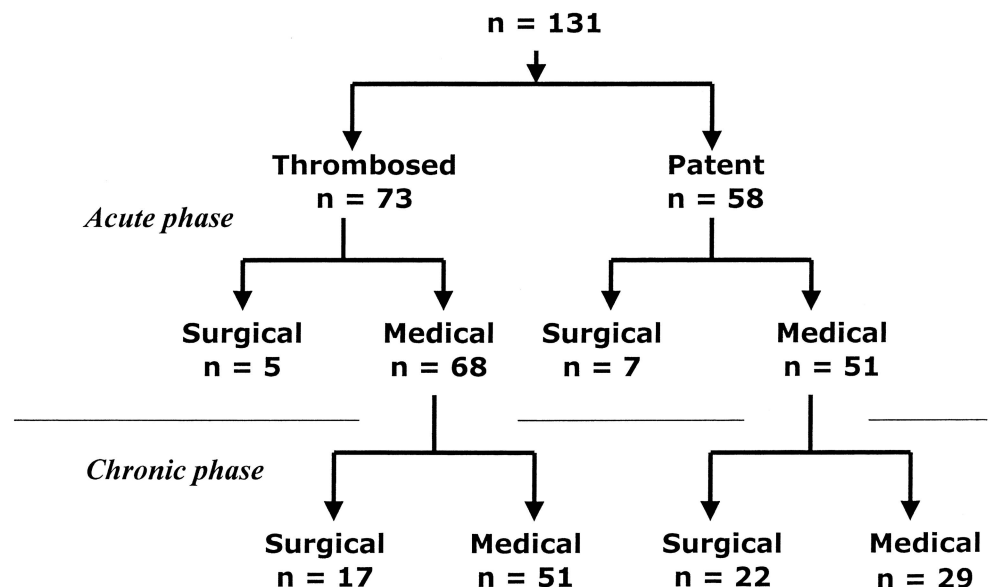 n = 131
Thrombosed
n = 73
Patent
n = 58
Acute phase
Surgical
n = 5
Medical
n = 68
Surgical
n = 7
Medical
n = 51
Chronic phase
Surgical
n = 17
Medical
n = 51
Surgical
n = 22
Medical
n = 29